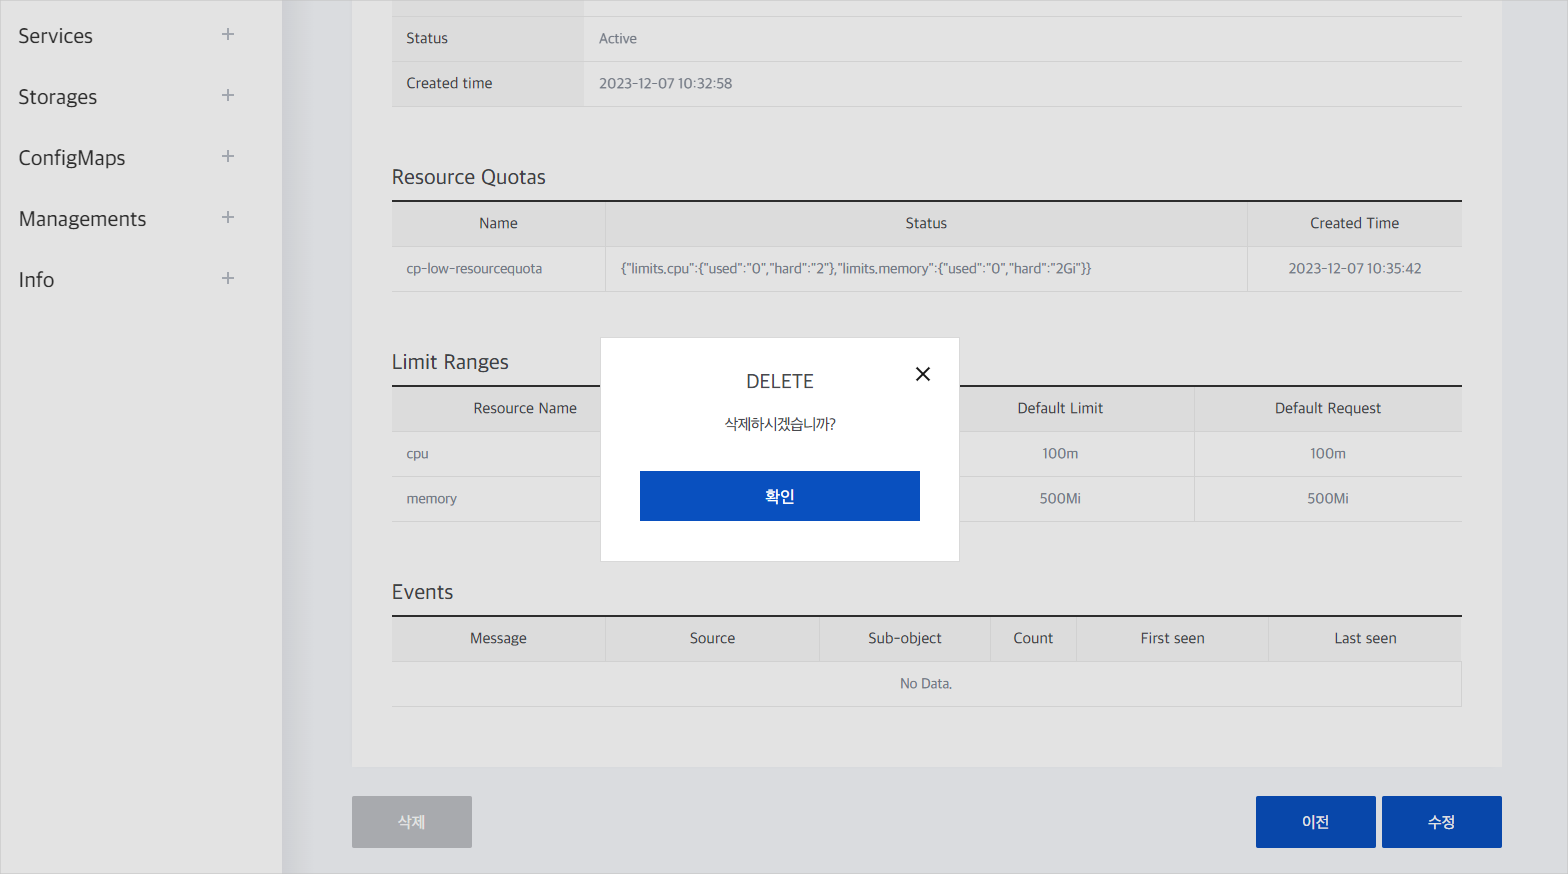 Services
Storages
ConfigMaps
Managements
Info
Status Active
Created time 2023-12-07 10:32:58
Resource Quotas
Name Status Created Time
cp-low-resourcequota {"limits.cpu":{"used":"0","hard":"2"},"limits.memory":{"used":"0","hard":"2Gi"}} 2023-12-07 10:35:42
Limit Ranges
Resource Name Default Limit Default Request
cpu 100m 100m
memory 500Mi 500Mi
DELETE
삭제하시겠습니까?
확인
Events
Message Source Sub-object Count First seen Last seen
No Data.
삭제 이전 수정